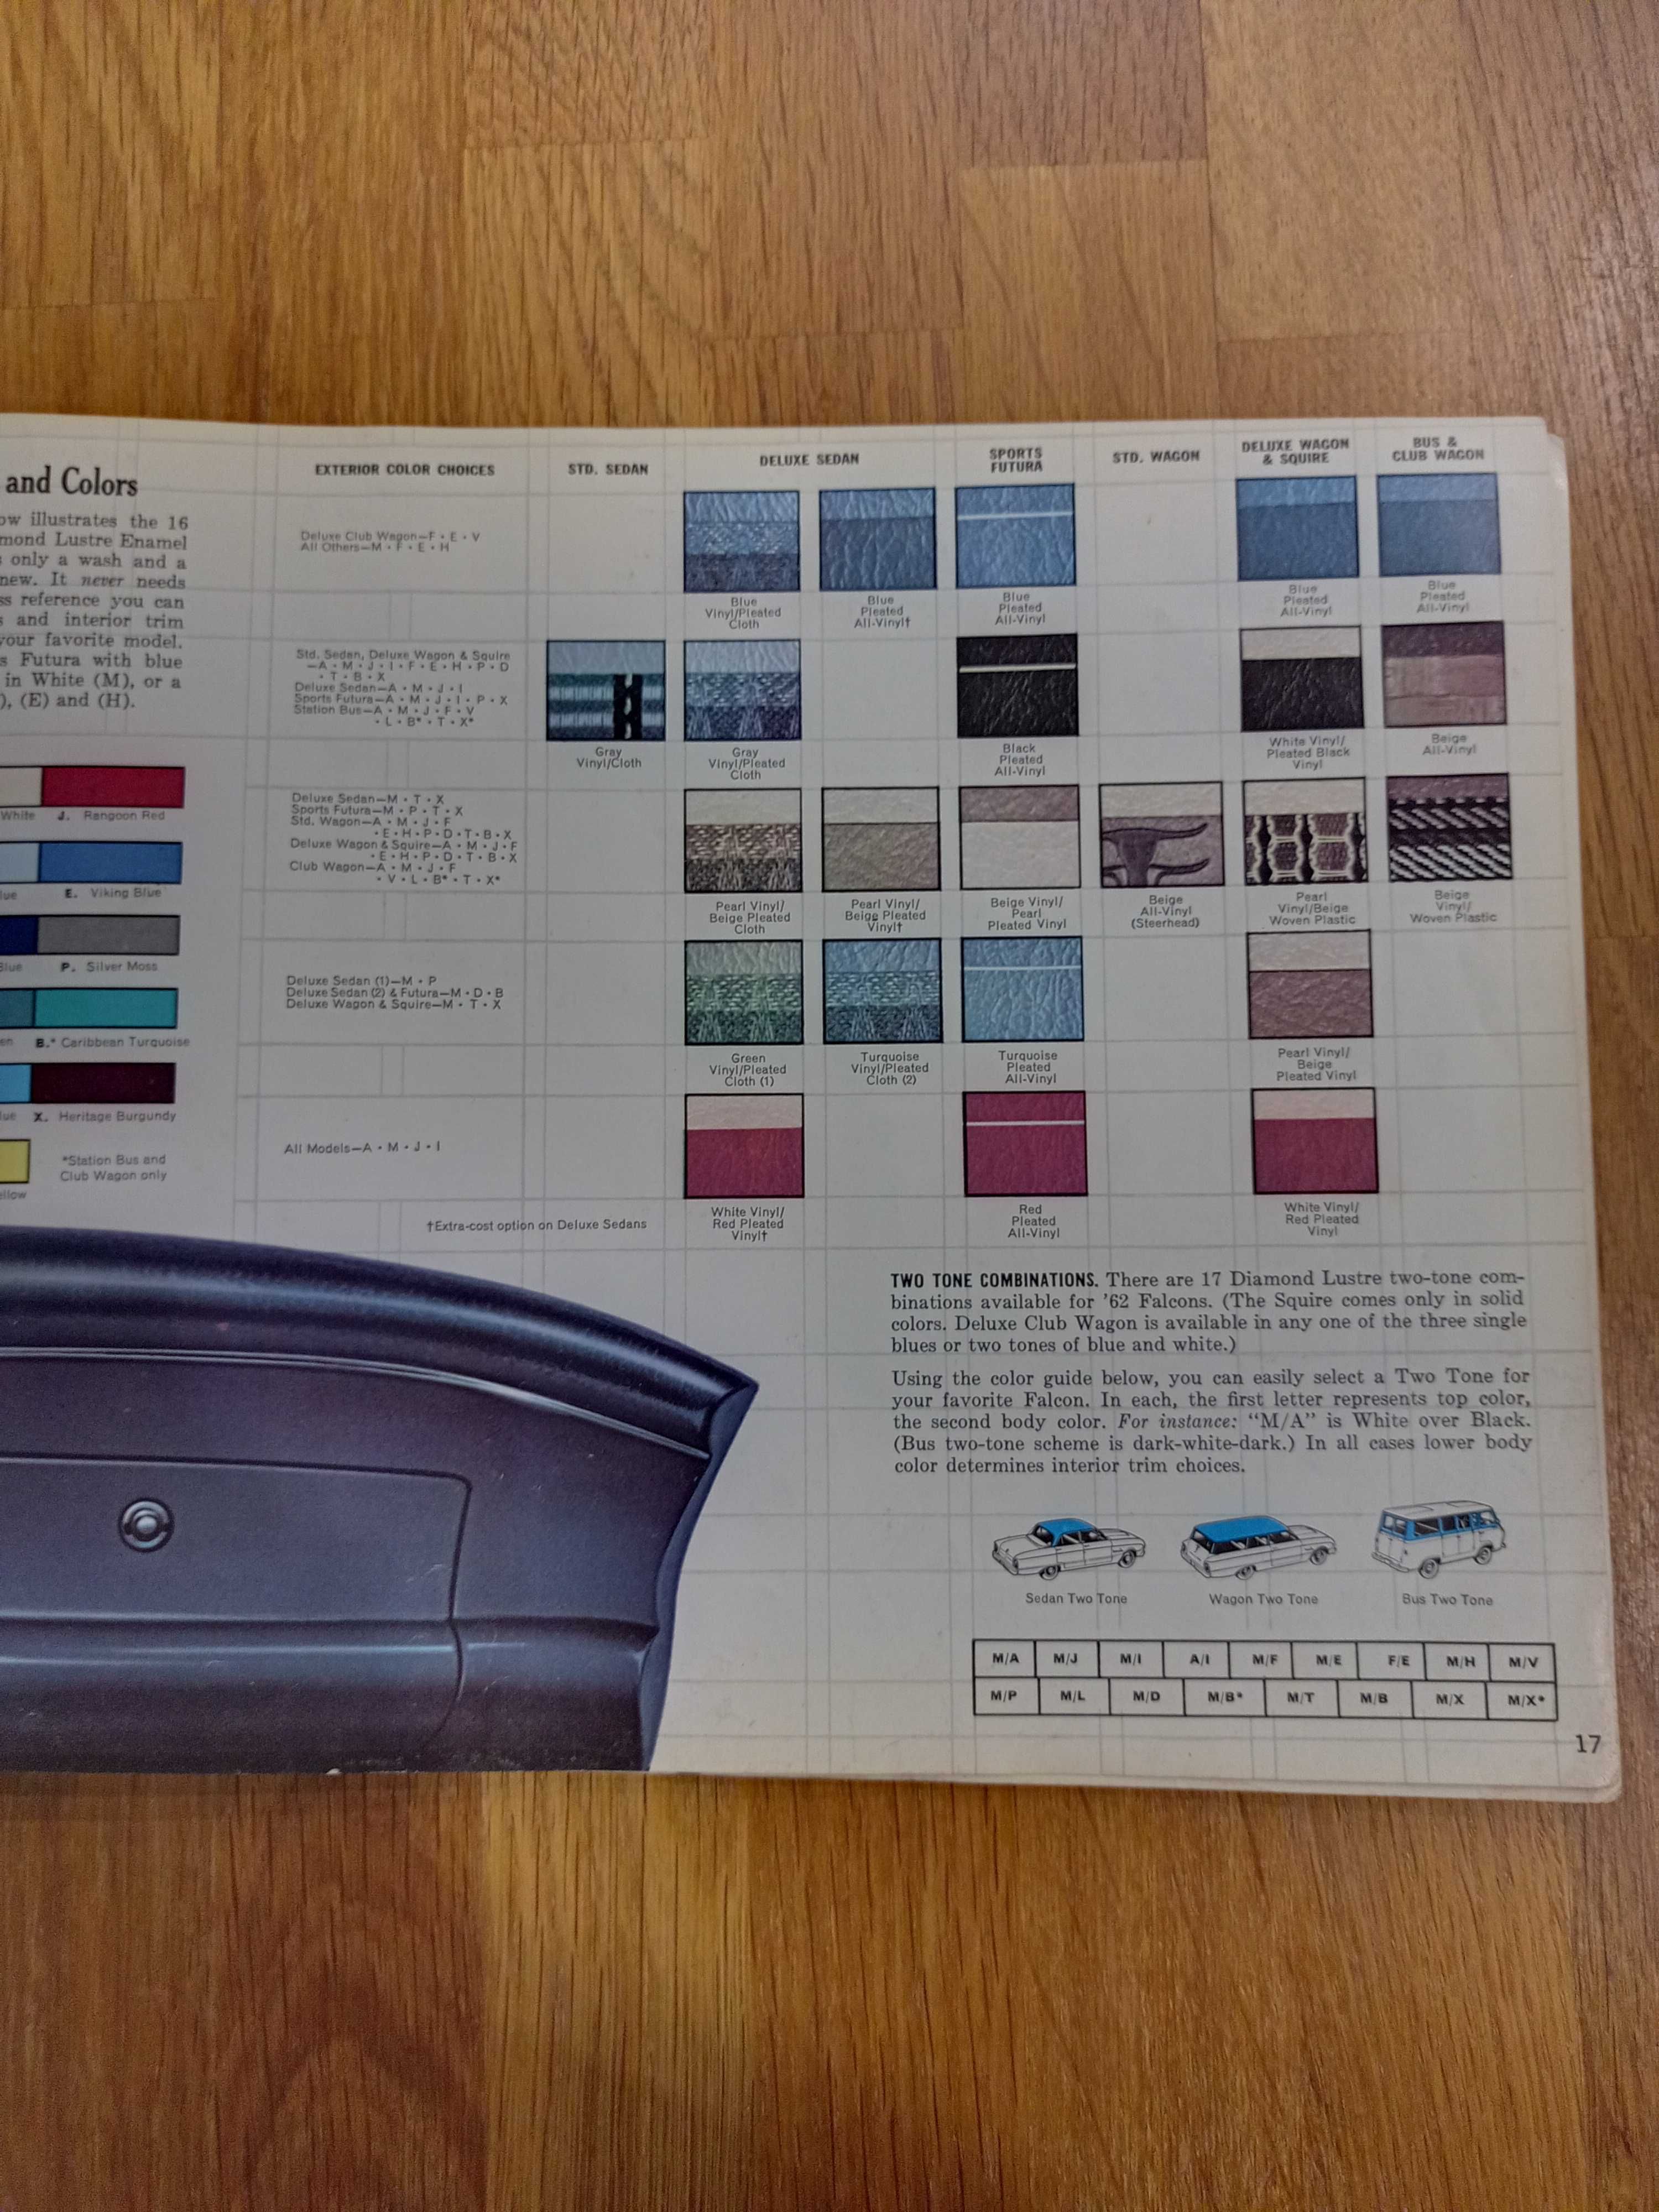 and Colors
ow illustrates the 16
mond Lustre Enamel
s only a wash and a
new. It never needs
ss reference you can
s and interior trim
your favorite model.
s Futura with blue
in White (M), or a
), (E) and (H).
White J. Rangoon Red
lue E. Viking Blue
Blue P. Silver Moss
en B.* Caribbean Turquoise
lue X. Heritage Burgundy
*Station Bus and
Club Wagon only
ellow
EXTERIOR COLOR CHOICES
STD. SEDAN
DELUXE SEDAN
SPORTS
FUTURA
STD. WAGON
DELUXE WAGON
& SQUIRE
BUS &
CLUB WAGON
Deluxe Club Wagon—F • E • V
All Others—M • F • E • H
Blue
Vinyl/Pleated
Cloth
Blue
Pleated
All-Vinyl†
Blue
Pleated
All-Vinyl
Blue
Pleated
All-Vinyl
Blue
Pleated
All-Vinyl
Std. Sedan, Deluxe Wagon & Squire
—A • M • J • I • F • E • H • P • D
• T • B • X
Deluxe Sedan—A • M • J • I
Sports Futura—A • M • J • I • P • X
Station Bus—A • M • J • F • V
• L • B* • T • X*
Gray
Vinyl/Cloth
Gray
Vinyl/Pleated
Cloth
Black
Pleated
All-Vinyl
White Vinyl/
Pleated Black
Vinyl
Beige
All-Vinyl
Deluxe Sedan—M • T • X
Sports Futura—M • P • T • X
Std. Wagon—A • M • J • F
• E • H • P • D • T • B • X
Deluxe Wagon & Squire—A • M • J • F
• E • H • P • D • T • B • X
Club Wagon—A • M • J • F
• V • L • B* • T • X*
Pearl Vinyl/
Beige Pleated
Cloth
Pearl Vinyl/
Beige Pleated
Vinyl†
Beige Vinyl/
Pearl
Pleated Vinyl
Beige
All-Vinyl
(Steerhead)
Pearl
Vinyl/Beige
Woven Plastic
Beige
Vinyl/
Woven Plastic
Deluxe Sedan (1)—M • P
Deluxe Sedan (2) & Futura—M • D • B
Deluxe Wagon & Squire—M • T • X
Green
Vinyl/Pleated
Cloth (1)
Turquoise
Vinyl/Pleated
Cloth (2)
Turquoise
Pleated
All-Vinyl
Pearl Vinyl/
Beige
Pleated Vinyl
All Models—A • M • J • I
White Vinyl/
Red Pleated
Vinyl†
Red
Pleated
All-Vinyl
White Vinyl/
Red Pleated
Vinyl
†Extra-cost option on Deluxe Sedans
TWO TONE COMBINATIONS. There are 17 Diamond Lustre two-tone com-
binations available for '62 Falcons. (The Squire comes only in solid
colors. Deluxe Club Wagon is available in any one of the three single
blues or two tones of blue and white.)
Using the color guide below, you can easily select a Two Tone for
your favorite Falcon. In each, the first letter represents top color,
the second body color. For instance: “M/A” is White over Black.
(Bus two-tone scheme is dark-white-dark.) In all cases lower body
color determines interior trim choices.
Sedan Two Tone
Wagon Two Tone
Bus Two Tone
M/A M/J M/I A/I M/F M/E F/E M/H M/V
M/P M/L M/D M/B* M/T M/B M/X M/X*
17